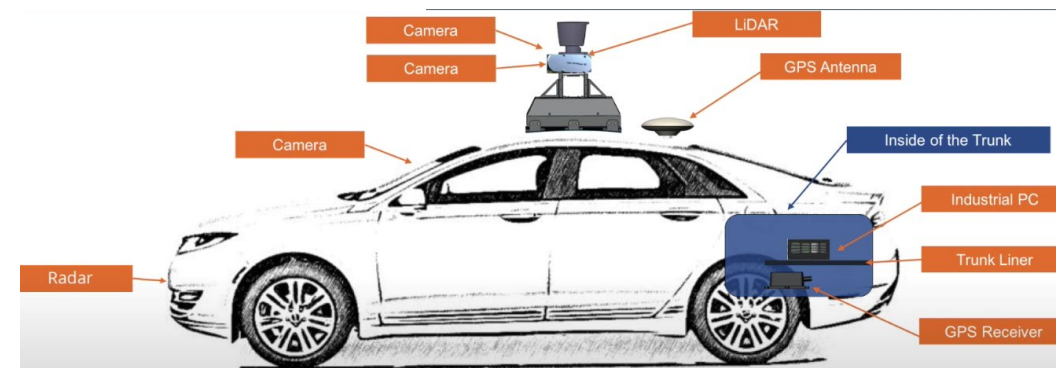 Camera
LiDAR
Camera
GPS Antenna
Camera
Inside of the Trunk
Industrial PC
Radar
Trunk Liner
GPS Receiver